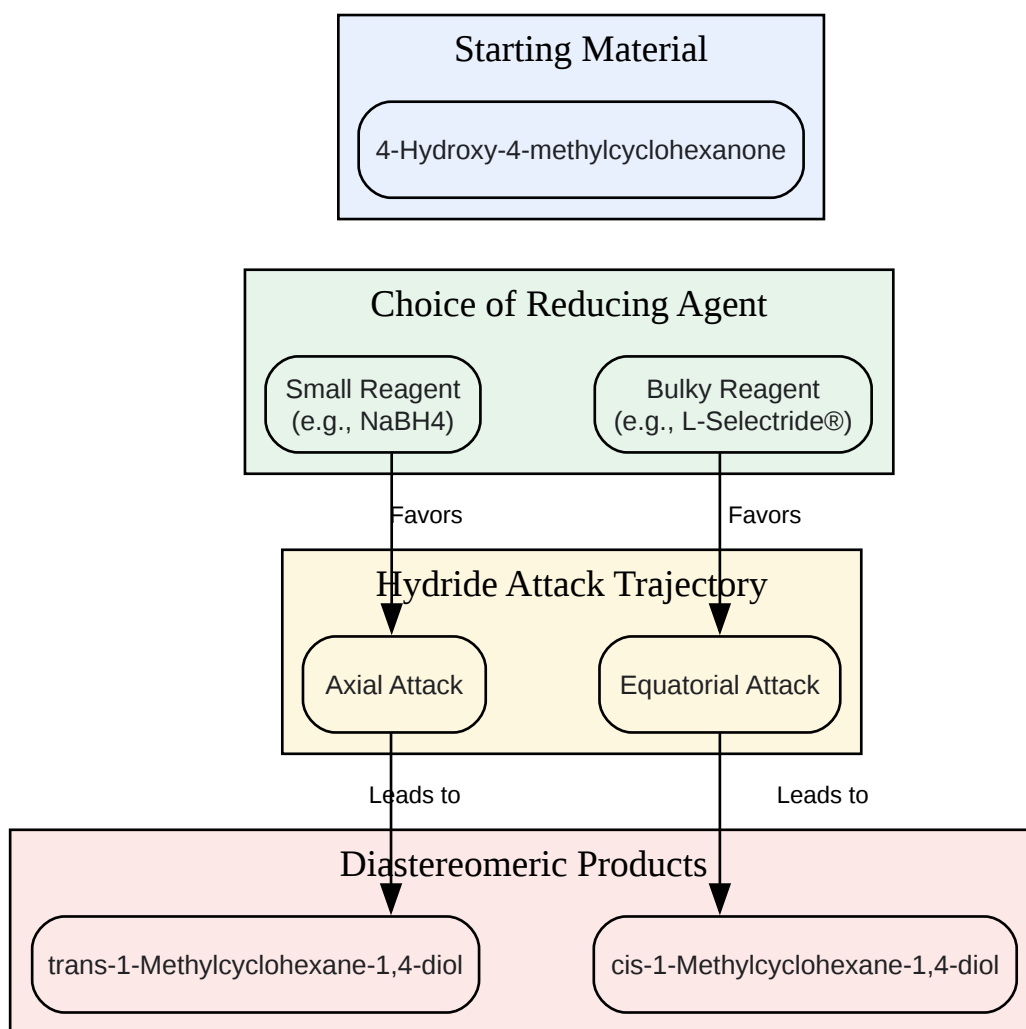 Starting Material
4-Hydroxy-4-methylcyclohexanone
Choice of Reducing Agent
Small Reagent
(e.g., NaBH4)
Bulky Reagent
(e.g., L-Selectride®)
Favors
Favors
Hydride Attack Trajectory
Axial Attack
Equatorial Attack
Leads to
Leads to
Diastereomeric Products
trans-1-Methylcyclohexane-1,4-diol
cis-1-Methylcyclohexane-1,4-diol